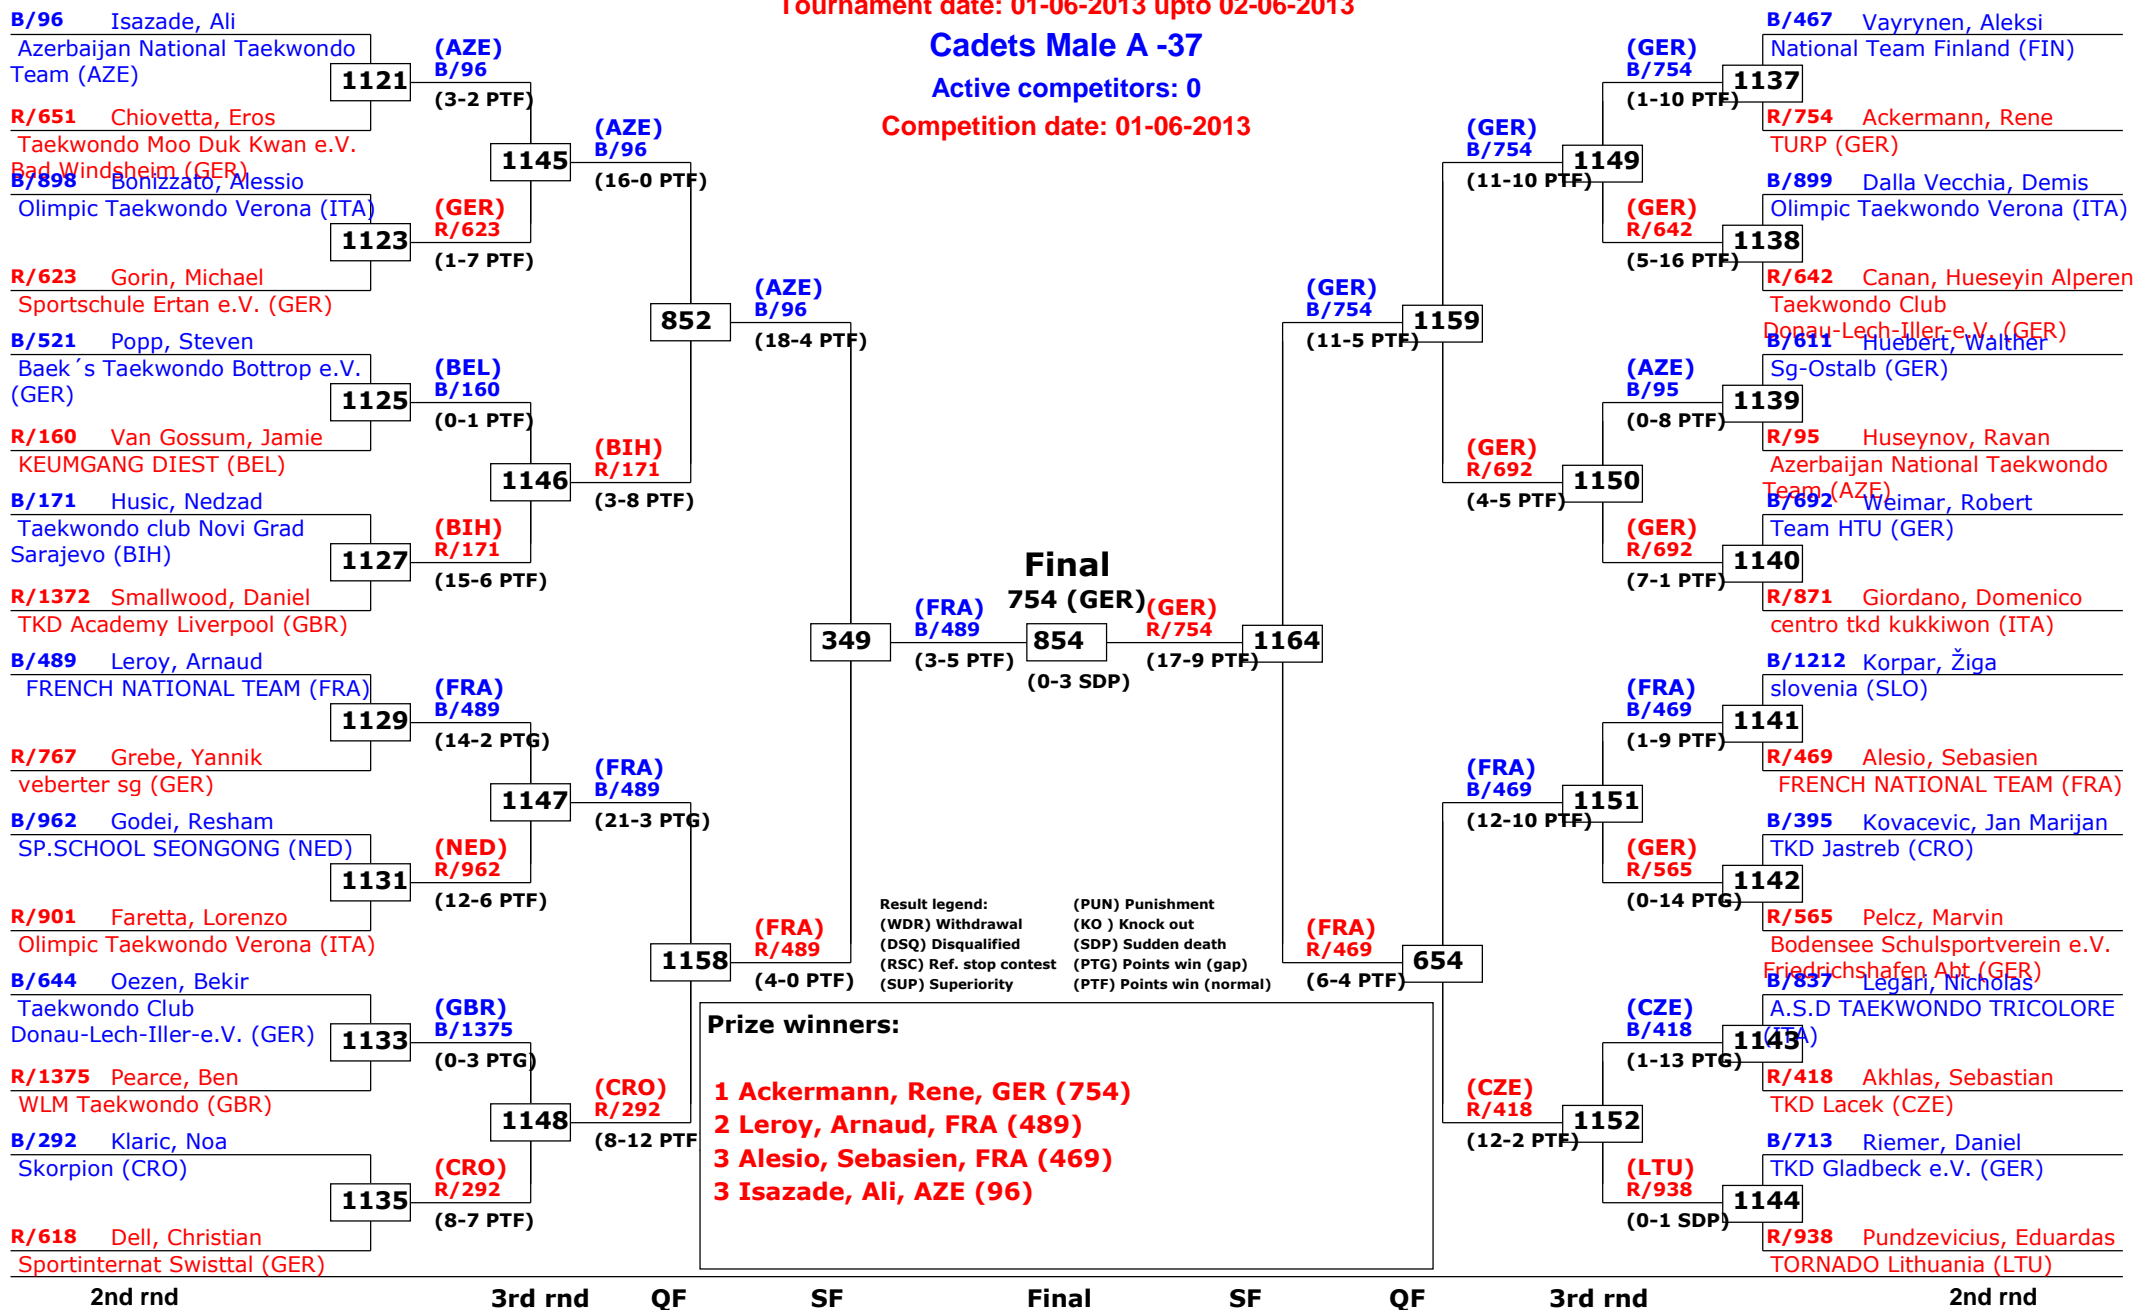 Tournament date: 01-06-2013 upto 02-06-2013
Cadets Male A -37
Active competitors: 0
Competition date: 01-06-2013
B/96 Isazade, Ali
Azerbaijan National Taekwondo
Team (AZE)
1121
R/651 Chiovetta, Eros
Taekwondo Moo Duk Kwan e.V.
Bad Windsheim (GER)
B/898 Bonizzato, Alessio
Olimpic Taekwondo Verona (ITA)
1123
R/623 Gorin, Michael
Sportschule Ertan e.V. (GER)
B/521 Popp, Steven
Baek´s Taekwondo Bottrop e.V.
(GER)
1125
R/160 Van Gossum, Jamie
KEUMGANG DIEST (BEL)
B/171 Husic, Nedzad
Taekwondo club Novi Grad
Sarajevo (BIH)
1127
R/1372 Smallwood, Daniel
TKD Academy Liverpool (GBR)
B/489 Leroy, Arnaud
FRENCH NATIONAL TEAM (FRA)
1129
R/767 Grebe, Yannik
veberter sg (GER)
B/962 Godei, Resham
SP.SCHOOL SEONGONG (NED)
1131
R/901 Faretta, Lorenzo
Olimpic Taekwondo Verona (ITA)
B/644 Oezen, Bekir
Taekwondo Club
Donau-Lech-Iller-e.V. (GER)
1133
R/1375 Pearce, Ben
WLM Taekwondo (GBR)
B/292 Klaric, Noa
Skorpion (CRO)
1135
R/618 Dell, Christian
Sportinternat Swisttal (GER)
(AZE)
B/96
(3-2 PTF)
1145
(GER)
R/623
(1-7 PTF)
(BEL)
B/160
(0-1 PTF)
1146
(BIH)
R/171
(15-6 PTF)
(FRA)
B/489
(14-2 PTG)
1147
(NED)
R/962
(12-6 PTF)
(GBR)
B/1375
(0-3 PTG)
1148
(CRO)
R/292
(8-7 PTF)
(AZE)
B/96
(16-0 PTF)
852
(BIH)
R/171
(3-8 PTF)
(FRA)
B/489
(21-3 PTG)
1158
(CRO)
R/292
(8-12 PTF
(AZE)
B/96
(18-4 PTF)
349
(FRA)
R/489
(4-0 PTF)
(FRA)
B/489
(3-5 PTF)
Final
754 (GER)
854
(0-3 SDP)
(GER)
R/754
(17-9 PTF)
1164
(GER)
B/754
(11-5 PTF)
1159
(FRA)
R/469
(6-4 PTF)
654
(GER)
B/754
(11-10 PTF)
1149
(GER)
R/692
(4-5 PTF)
1150
(FRA)
B/469
(12-10 PTF)
1151
(CZE)
R/418
(12-2 PTF)
1152
(GER)
B/754
(1-10 PTF)
1137
(GER)
R/642
(5-16 PTF)
1138
(AZE)
B/95
(0-8 PTF)
1139
(GER)
R/692
(7-1 PTF)
1140
(FRA)
B/469
(1-9 PTF)
1141
(GER)
R/565
(0-14 PTG)
1142
(CZE)
B/418
(1-13 PTG)
1143
(LTU)
R/938
(0-1 SDP)
1144
B/467 Vayrynen, Aleksi
National Team Finland (FIN)
R/754 Ackermann, Rene
TURP (GER)
B/899 Dalla Vecchia, Demis
Olimpic Taekwondo Verona (ITA)
R/642 Canan, Hueseyin Alperen
Taekwondo Club
Donau-Lech-Iller-e.V. (GER)
B/611 Huebert, Walther
Sg-Ostalb (GER)
R/95 Huseynov, Ravan
Azerbaijan National Taekwondo
Team (AZE)
B/692 Weimar, Robert
Team HTU (GER)
R/871 Giordano, Domenico
centro tkd kukkiwon (ITA)
B/1212 Korpar, Žiga
slovenia (SLO)
R/469 Alesio, Sebasien
FRENCH NATIONAL TEAM (FRA)
B/395 Kovacevic, Jan Marijan
TKD Jastreb (CRO)
R/565 Pelcz, Marvin
Bodensee Schulsportverein e.V.
Friedrichshafen Abt (GER)
B/837 Legari, Nicholas
A.S.D TAEKWONDO TRICOLORE
(ITA)
R/418 Akhlas, Sebastian
TKD Lacek (CZE)
B/713 Riemer, Daniel
TKD Gladbeck e.V. (GER)
R/938 Pundzevicius, Eduardas
TORNADO Lithuania (LTU)
Result legend:
(WDR) Withdrawal
(DSQ) Disqualified
(RSC) Ref. stop contest
(SUP) Superiority
(PUN) Punishment
(KO ) Knock out
(SDP) Sudden death
(PTG) Points win (gap)
(PTF) Points win (normal)
Prize winners:
1 Ackermann, Rene, GER (754)
2 Leroy, Arnaud, FRA (489)
3 Alesio, Sebasien, FRA (469)
3 Isazade, Ali, AZE (96)
2nd rnd 3rd rnd QF SF Final SF QF 3rd rnd 2nd rnd